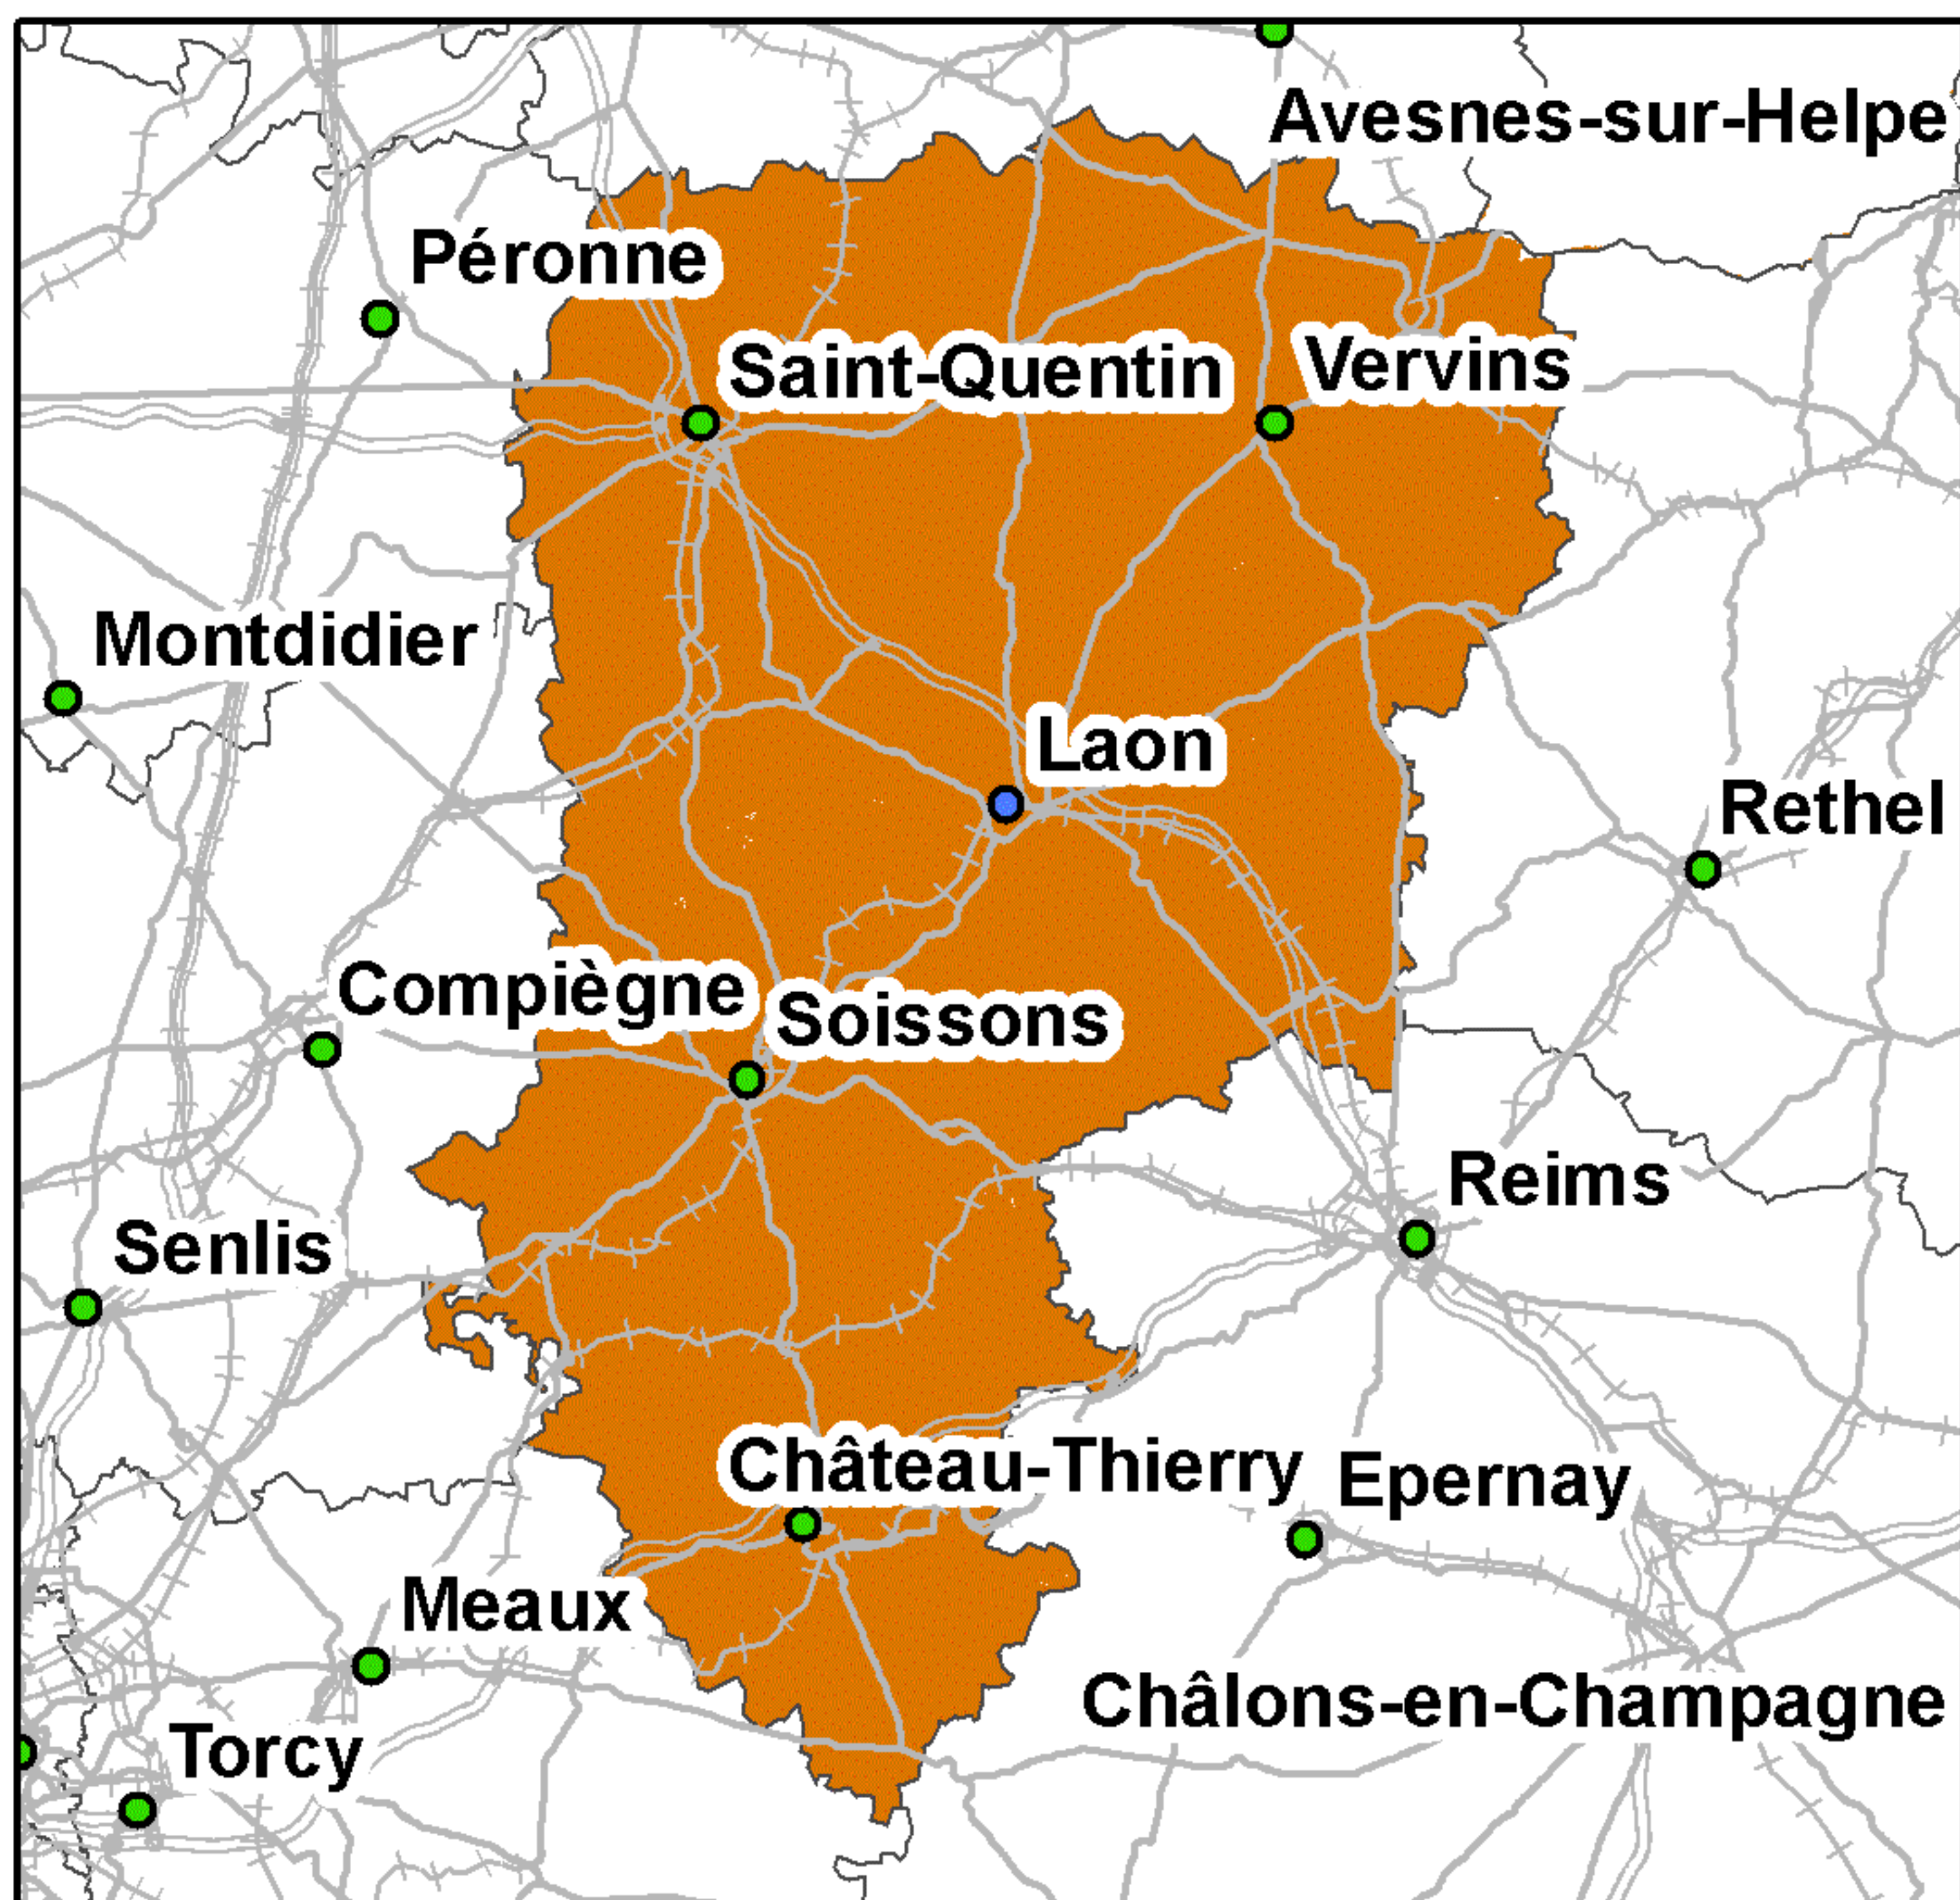 Avesnes-sur-Helpe
Péronne
Saint-Quentin
Vervins
Montdidier
Laon
Rethel
Compiègne
Soissons
Reims
Senlis
Château-Thierry
Epernay
Meaux
Châlons-en-Champagne
Torcy